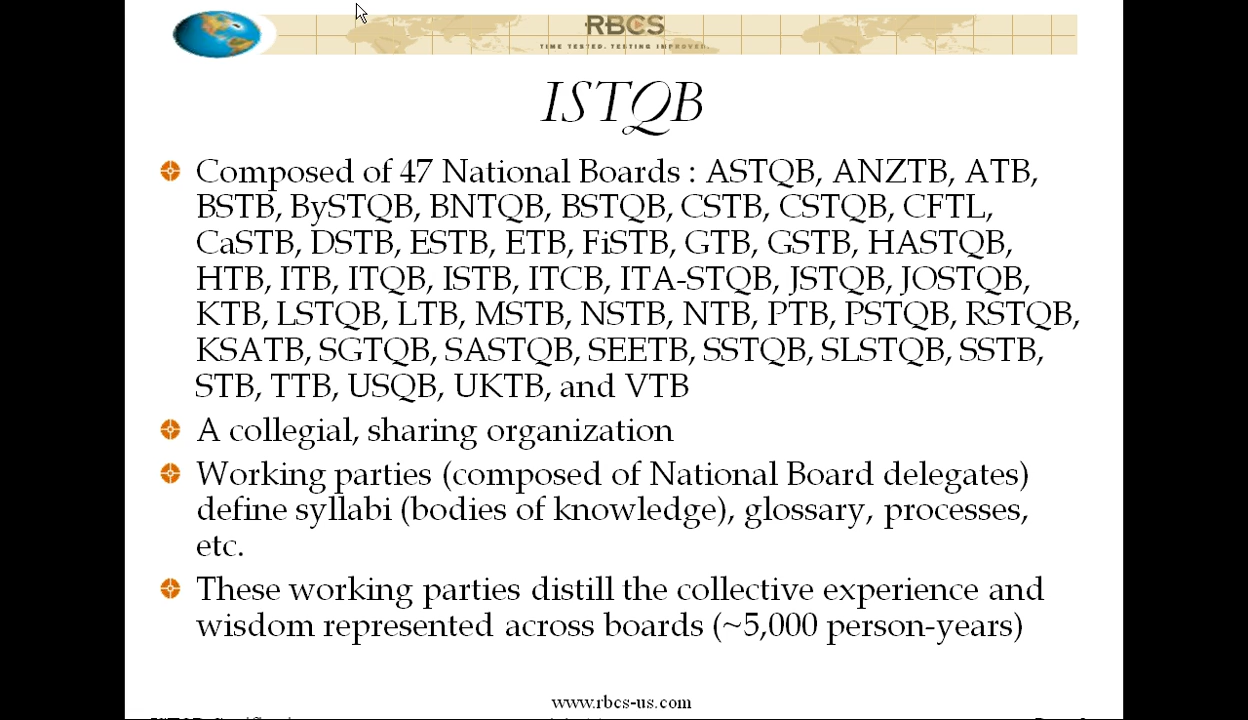 RBCS
TIME TESTED. TESTING IMPROVED.
ISTQB
Composed of 47 National Boards : ASTQB, ANZTB, ATB,
BSTB, BySTQB, BNTQB, BSTQB, CSTB, CSTQB, CFTL,
CaSTB, DSTB, ESTB, ETB, FiSTB, GTB, GSTB, HASTQB,
HTB, ITB, ITQB, ISTB, ITCB, ITA-STQB, JSTQB, JOSTQB,
KTB, LSTQB, LTB, MSTB, NSTB, NTB, PTB, PSTQB, RSTQB,
KSATB, SGTQB, SASTQB, SEETB, SSTQB, SLSTQB, SSTB,
STB, TTB, USQB, UKTB, and VTB
A collegial, sharing organization
Working parties (composed of National Board delegates)
define syllabi (bodies of knowledge), glossary, processes,
etc.
These working parties distill the collective experience and
wisdom represented across boards (~5,000 person-years)
www.rbcs-us.com